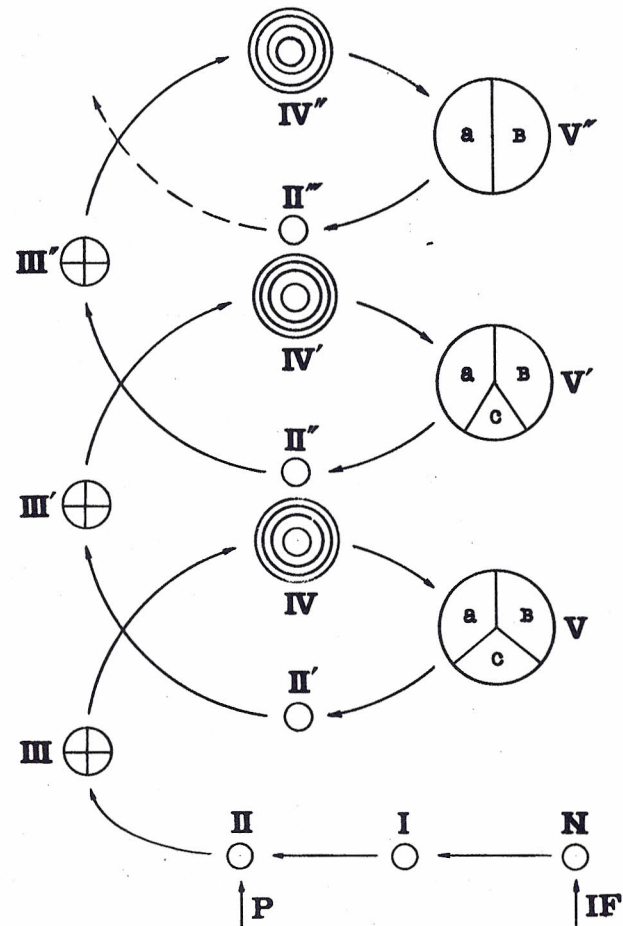 IV″
a B V″
II‴
III″
IV′
a B C V′
II″
III′
IV
a B C V
II′
III
II I N
P IF